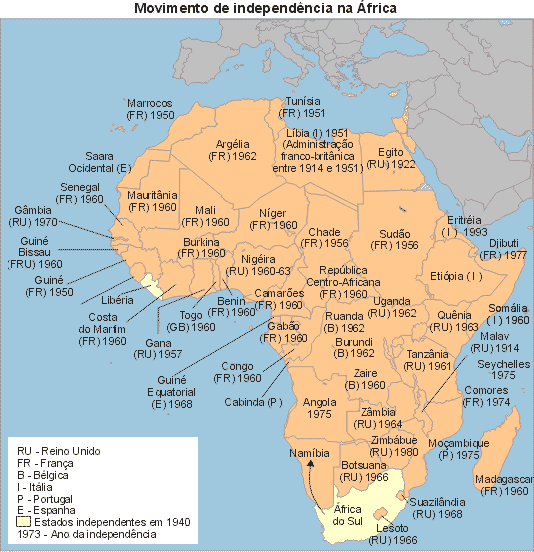 Movimento de independência na África
Marrocos
(FR) 1950
Tunísia
(FR) 1951
Argélia
(FR) 1962
Líbia (I) 1951
(Administração
franco-britânica
entre 1914 e 1951)
Egito
(RU) 1922
Saara
Ocidental (E)
Senegal
(FR) 1960
Gâmbia
(RU) 1970
Guiné
Bissau
(FRU) 1960
Guiné
(FR) 1950
Mauritânia
(FR) 1960
Mali
(FR) 1960
Níger
(FR) 1960
Chade
(FR) 1956
Sudão
(FR) 1956
Eritréia
( I ) 1993
Djibuti
(FR) 1977
Burkina
(FR) 1960
Nigéira
(RU) 1960-63
República
Centro-Africana
(FR) 1960
Etiópia ( I )
Libéria
Costa
do Marfim
(FR) 1960
Gana
(RU) 1957
Togo
(GB) 1960
Benin
(FR) 1960
Camarões
(FR) 1960
Gabão
(FR) 1960
Uganda
(RU) 1962
Ruanda
(B) 1962
Burundi
(B) 1962
Quênia
(RU) 1963
Somália
( I ) 1960
Malav
(RU) 1914
Seychelles
1975
Comores
(FR) 1974
Guiné
Equatorial
(E) 1968
Congo
(FR) 1960
Cabinda (P)
Zaire
(B) 1960
Tanzânia
(RU) 1961
Angola
1975
Zâmbia
(RU) 1964
Zimbábue
(RU) 1980
Moçambique
(P) 1975
Madagascar
(FR) 1960
Namíbia
Botsuana
(RU) 1966
África
do Sul
Suazilândia
(RU) 1968
Lesoto
(RU) 1966
RU - Reino Unido
FR - França
B - Bélgica
I - Itália
P - Portugal
E - Espanha
Estados independentes em 1940
1973 - Ano da independência